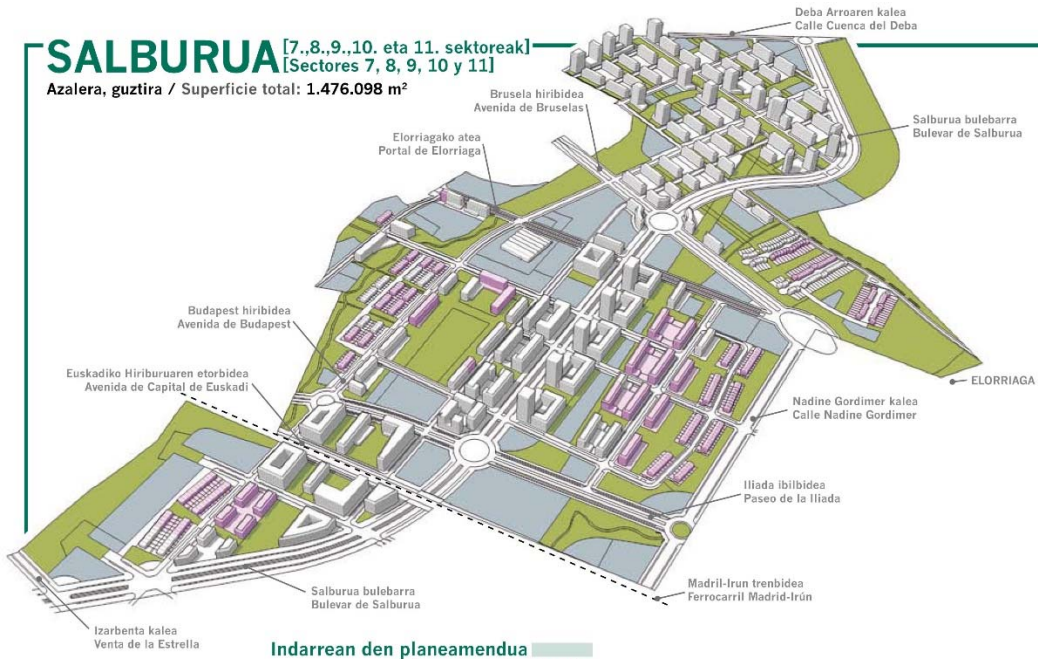 SALBURUA
[7.,8.,9.,10. eta 11. sektoreak]
[Sectores 7, 8, 9, 10 y 11]
Azalera, guztira / Superficie total: 1.476.098 m²
Deba Arroaren kalea
Calle Cuenca del Deba
Brusela hiribidea
Avenida de Bruselas
Salburua bulebarra
Bulevar de Salburua
Elorriagako atea
Portal de Elorriaga
Budapest hiribidea
Avenida de Budapest
Euskadiko Hiriburuaren etorbidea
Avenida de Capital de Euskadi
ELORRIAGA
Nadine Gordimer kalea
Calle Nadine Gordimer
Iliada ibilbidea
Paseo de la Iliada
Madril-Irun trenbidea
Ferrocarril Madrid-Irún
Salburua bulebarra
Bulevar de Salburua
Izarbenta kalea
Venta de la Estrella
Indarrean den planeamendua